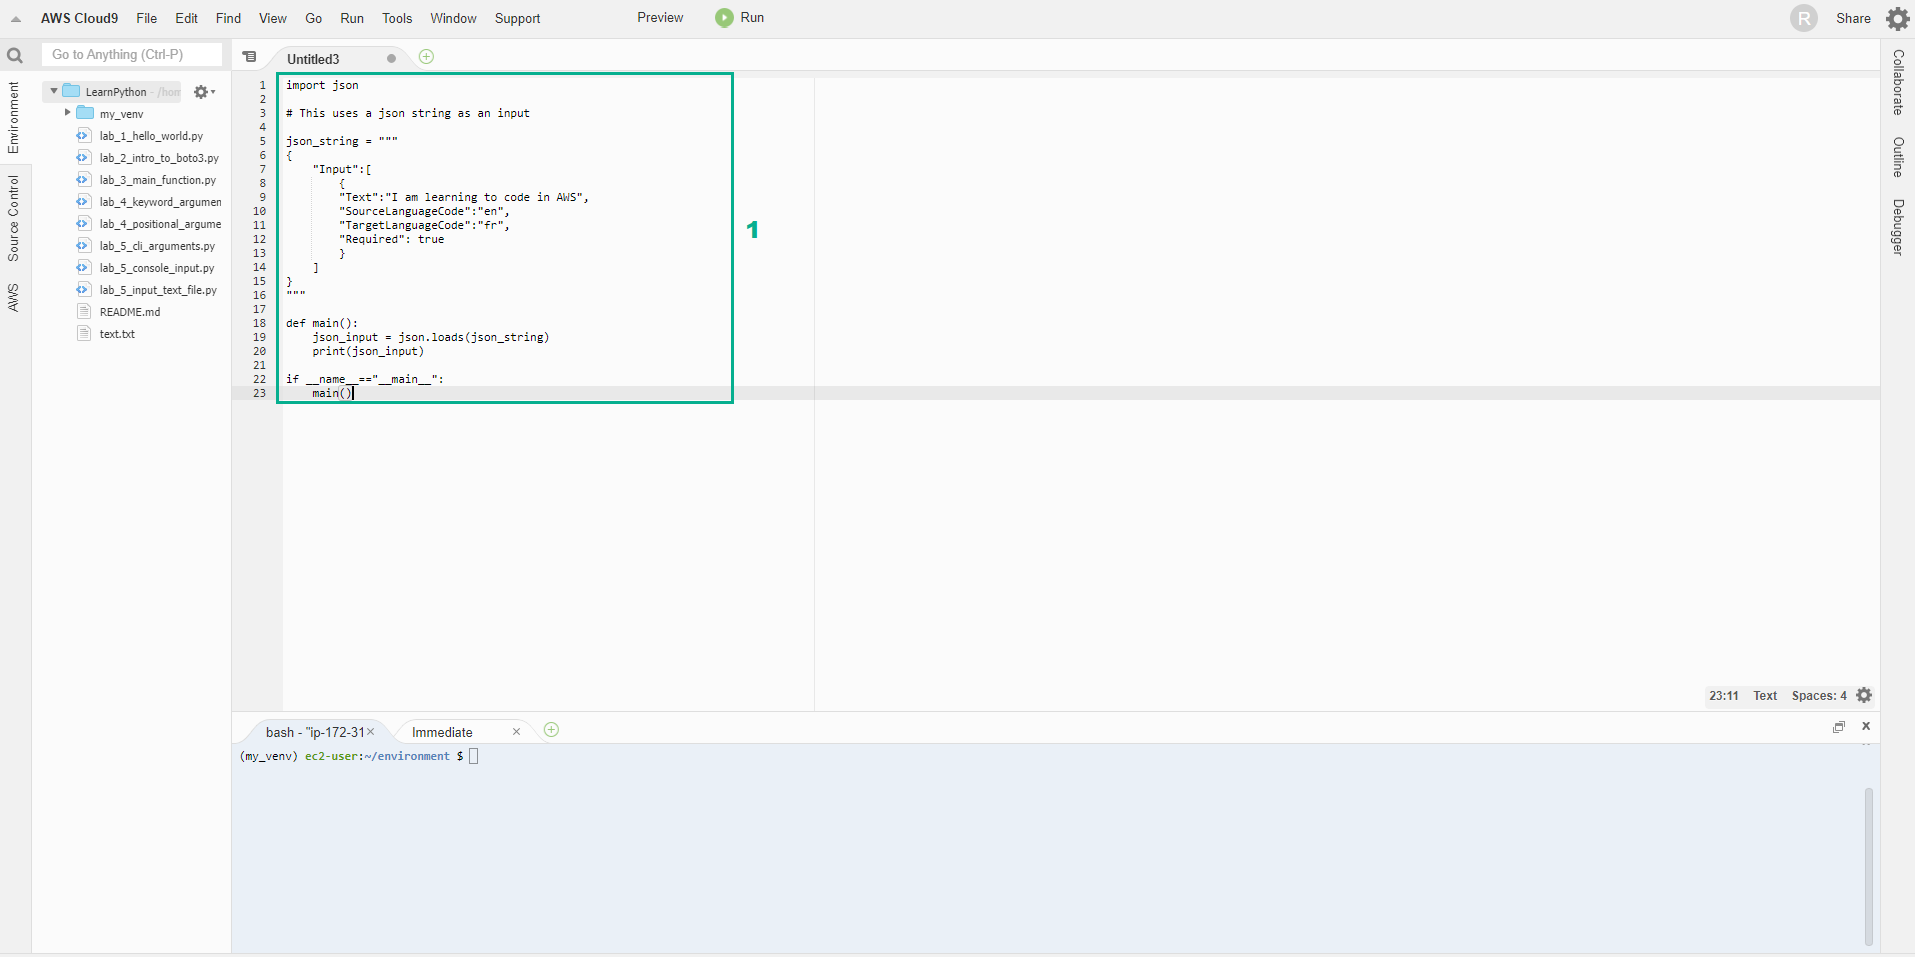 AWS Cloud9 File Edit Find View Go Run Tools Window Support Preview Run R Share
Go to Anything (Ctrl-P)
Environment
Source Control
AWS
LearnPython - /hom
my_venv
lab_1_hello_world.py
lab_2_intro_to_boto3.py
lab_3_main_function.py
lab_4_keyword_argumen
lab_4_positional_argume
lab_5_cli_arguments.py
lab_5_console_input.py
lab_5_input_text_file.py
README.md
text.txt
Untitled3
1 import json
2
3 # This uses a json string as an input
4
5 json_string = """
6 {
7     "Input":[
8         {
9         "Text":"I am learning to code in AWS",
10         "SourceLanguageCode":"en",
11         "TargetLanguageCode":"fr",
12         "Required": true
13         }
14     ]
15 }
16 """
17
18 def main():
19     json_input = json.loads(json_string)
20     print(json_input)
21
22 if __name__=="__main__":
23     main()
1
23:11 Text Spaces: 4
Collaborate
Outline
Debugger
bash - "ip-172-31 Immediate
(my_venv) ec2-user:~/environment $